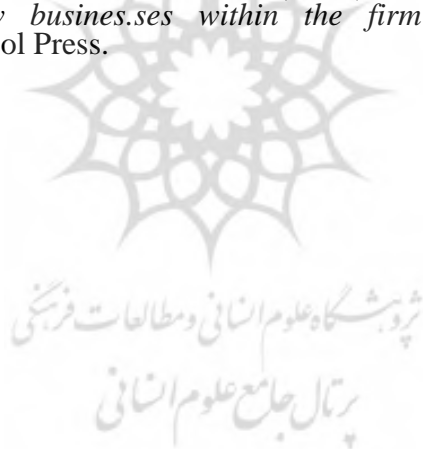 busines.ses within the firm
ol Press.
پژوهشگاه علوم انسانی و مطالعات فرهنگی
پرتال جامع علوم انسانی